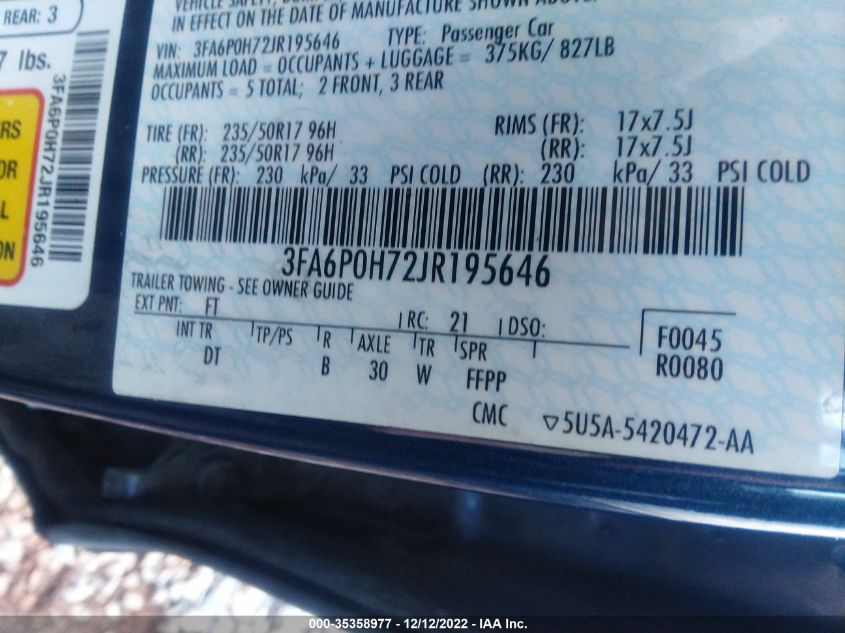 REAR: 3
7 lbs.
RS
OR
L
ON
3FA6P0H72JR195646
IN EFFECT ON THE DATE OF MANUFACTURE SHOWN ABOVE.
VIN: 3FA6P0H72JR195646 TYPE: Passenger Car
MAXIMUM LOAD = OCCUPANTS + LUGGAGE = 375KG/ 827LB
OCCUPANTS = 5 TOTAL; 2 FRONT, 3 REAR
TIRE (FR): 235/50R17 96H RIMS (FR): 17x7.5J
(RR): 235/50R17 96H (RR): 17x7.5J
PRESSURE (FR): 230 kPa/ 33 PSI COLD (RR): 230 kPa/ 33 PSI COLD
3FA6P0H72JR195646
TRAILER TOWING - SEE OWNER GUIDE
EXT PNT: FT RC: 21 DSO:
INT TR TP/PS R AXLE TR SPR F0045
DT B 30 W FFPP R0080
CMC ▽5U5A-5420472-AA
000-35358977 - 12/12/2022 - IAA Inc.